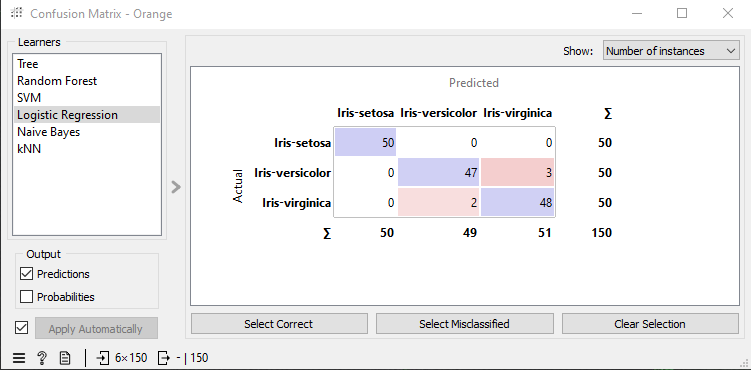 Confusion Matrix - Orange
Learners
Tree
Random Forest
SVM
Logistic Regression
Naive Bayes
kNN
Output
Predictions
Probabilities
Apply Automatically
Show: Number of instances
Predicted
Iris-setosa Iris-versicolor Iris-virginica Σ
Actual
Iris-setosa 50 0 0 50
Iris-versicolor 0 47 3 50
Iris-virginica 0 2 48 50
Σ 50 49 51 150
Select Correct Select Misclassified Clear Selection
6×150 - | 150